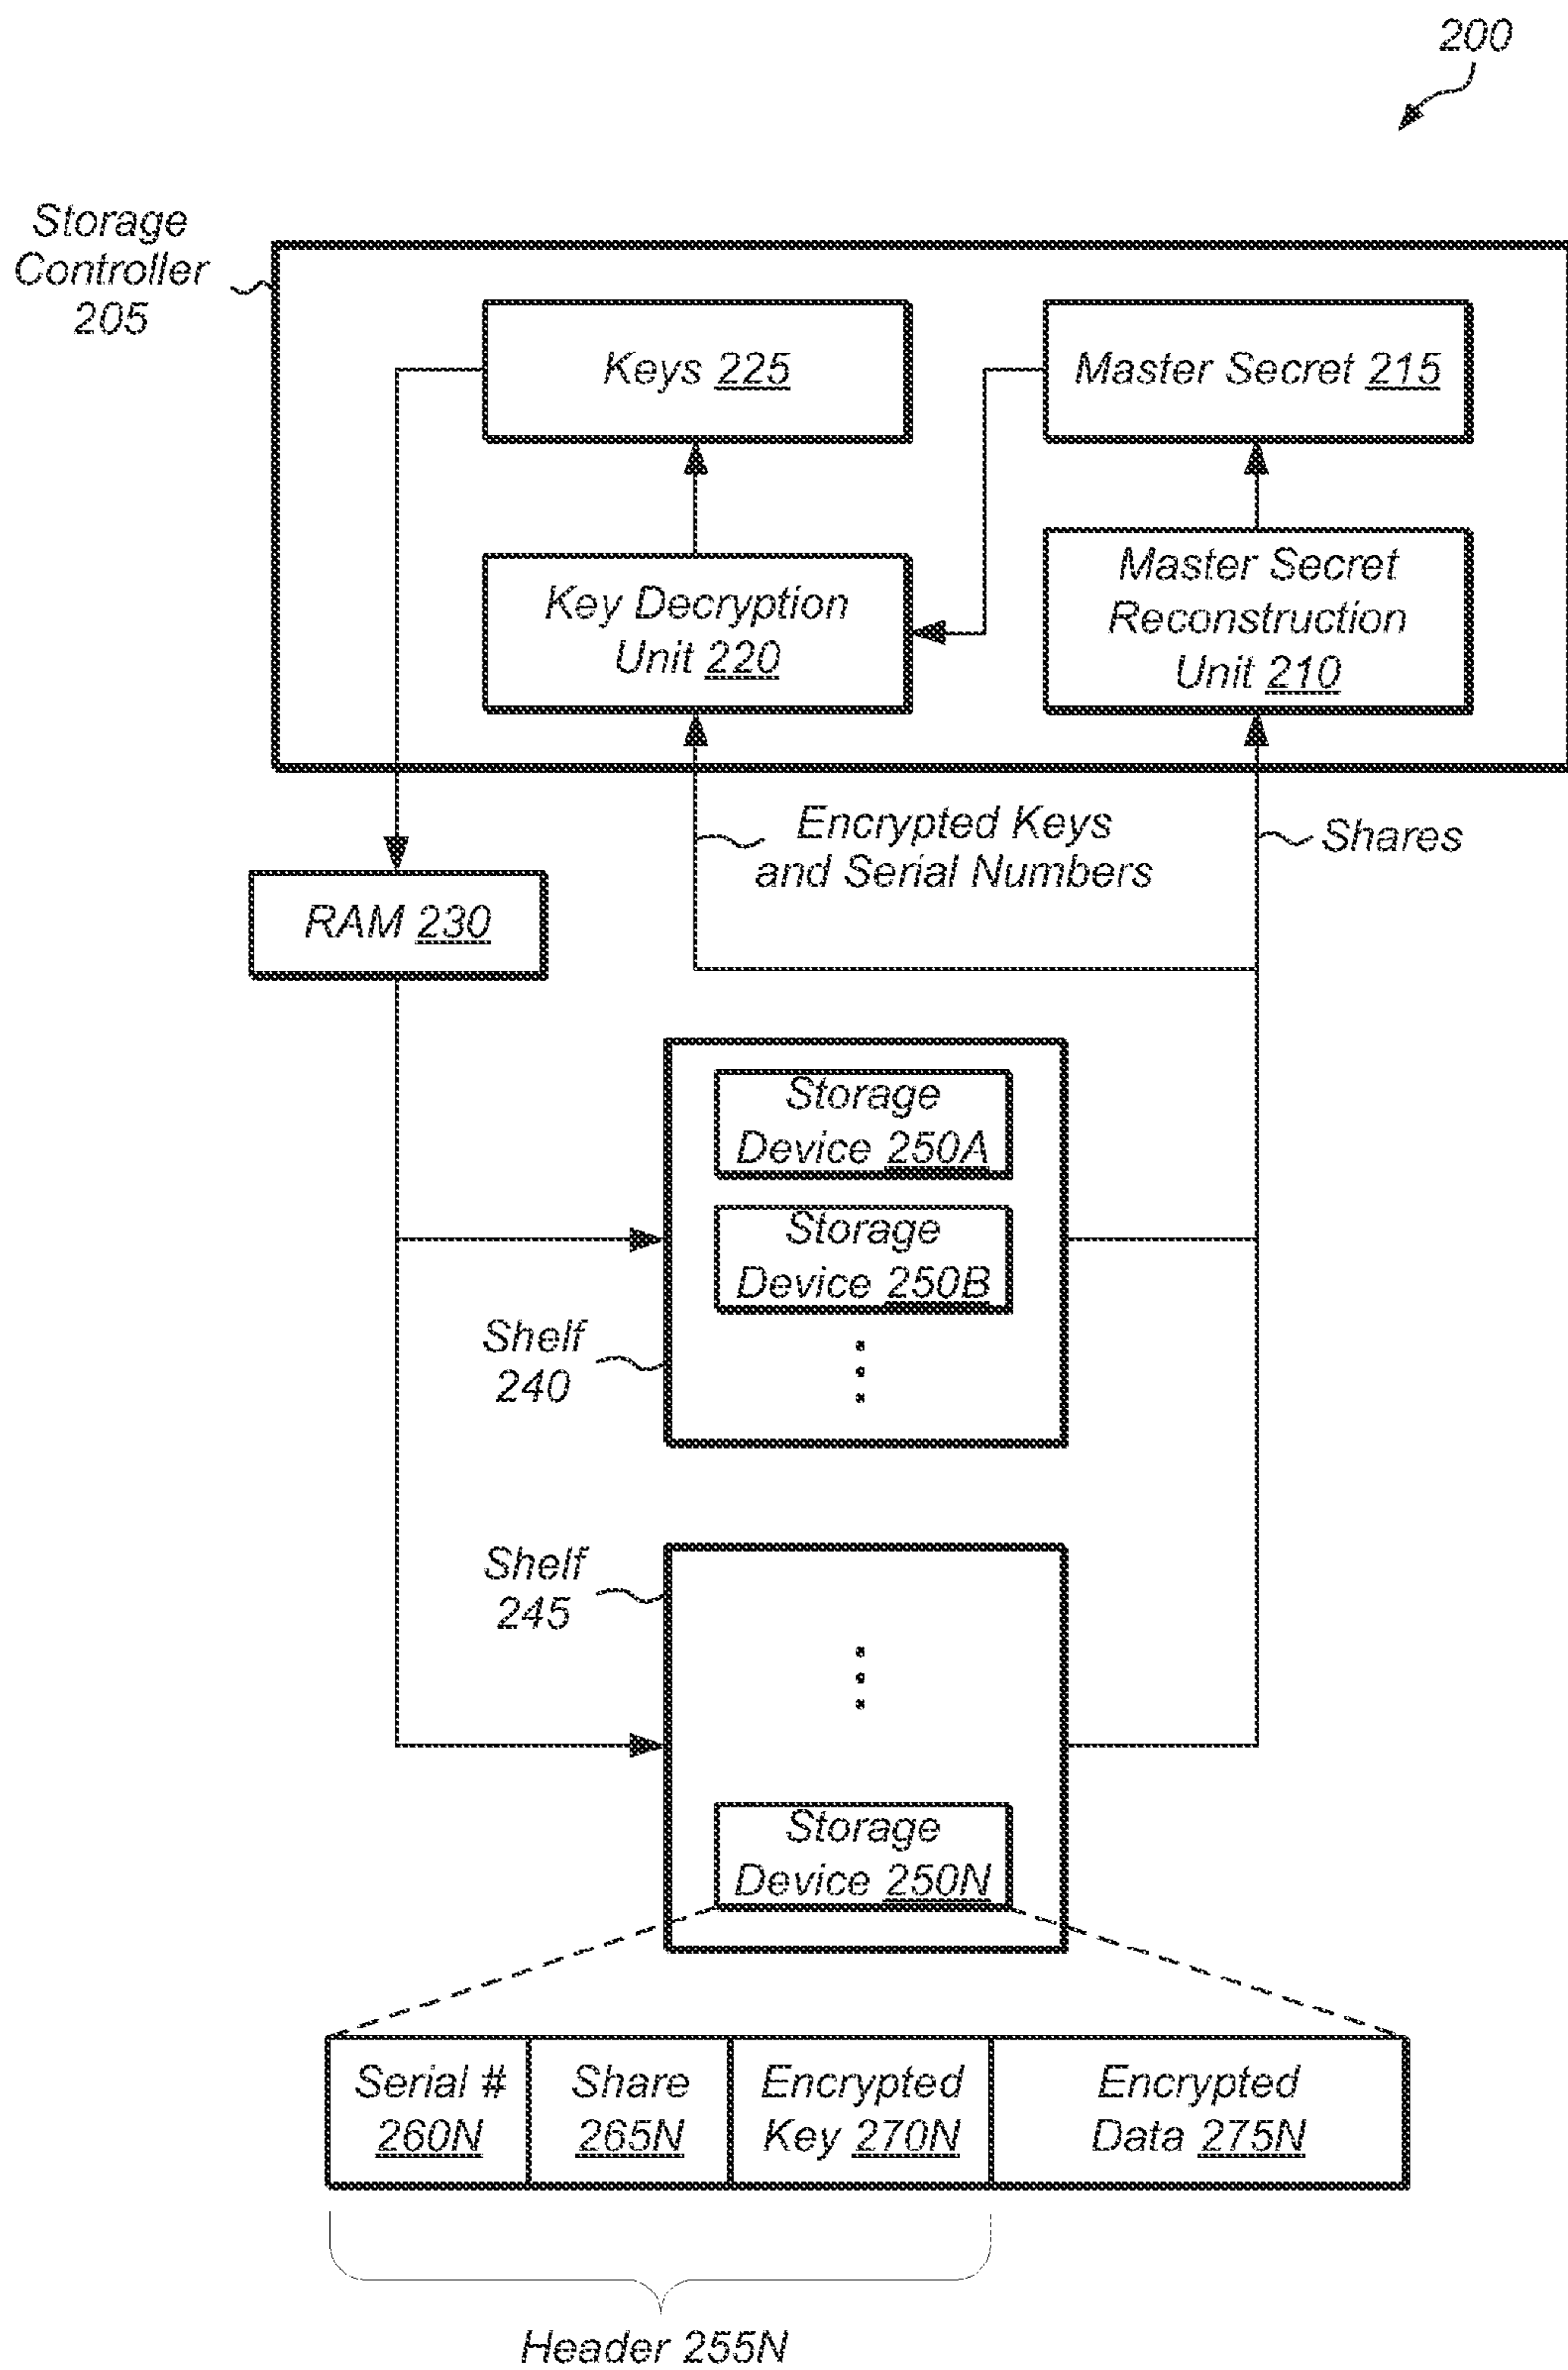 200
Storage
Controller
205
Keys 225
Master Secret 215
Key Decryption
Unit 220
Master Secret
Reconstruction
Unit 210
Encrypted Keys
and Serial Numbers
Shares
RAM 230
Storage
Device 250A
Storage
Device 250B
Shelf
240
Shelf
245
Storage
Device 250N
Serial #
260N
Share
265N
Encrypted
Key 270N
Encrypted
Data 275N
Header 255N